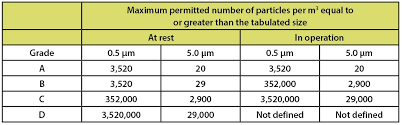 Maximum permitted number of particles per m³ equal to
or greater than the tabulated size
At rest In operation
Grade 0.5 µm 5.0 µm 0.5 µm 5.0 µm
A 3,520 20 3,520 20
B 3,520 29 352,000 2,900
C 352,000 2,900 3,520,000 29,000
D 3,520,000 29,000 Not defined Not defined